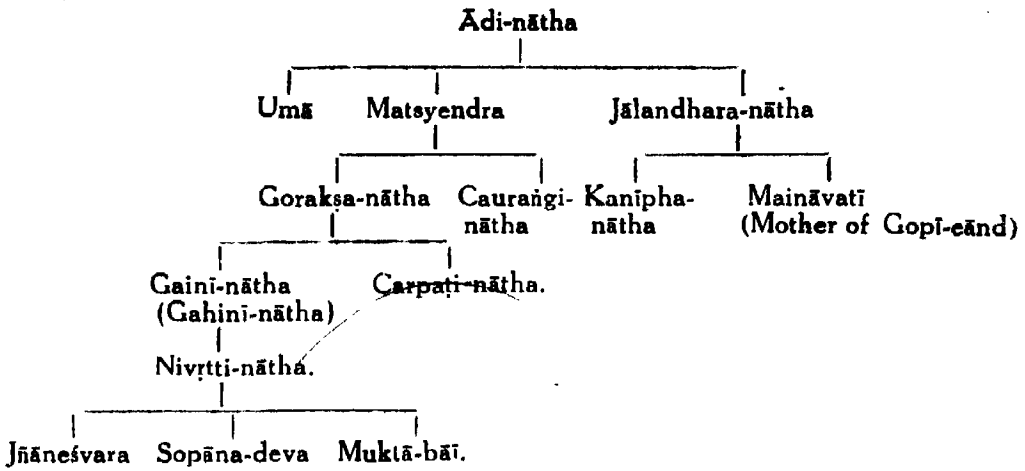 Ādi-nātha
Umā Matsyendra Jālandhara-nātha
Gorakṣa-nātha Cauraṅgi- Kanīpha- Maināvatī
nātha nātha (Mother of Gopī-eānd)
Gainī-nātha Carpaṭi-nātha.
(Gahinī-nātha)
Nivṛtti-nātha.
Jñāneśvara Sopāna-deva Muktā-bāī.